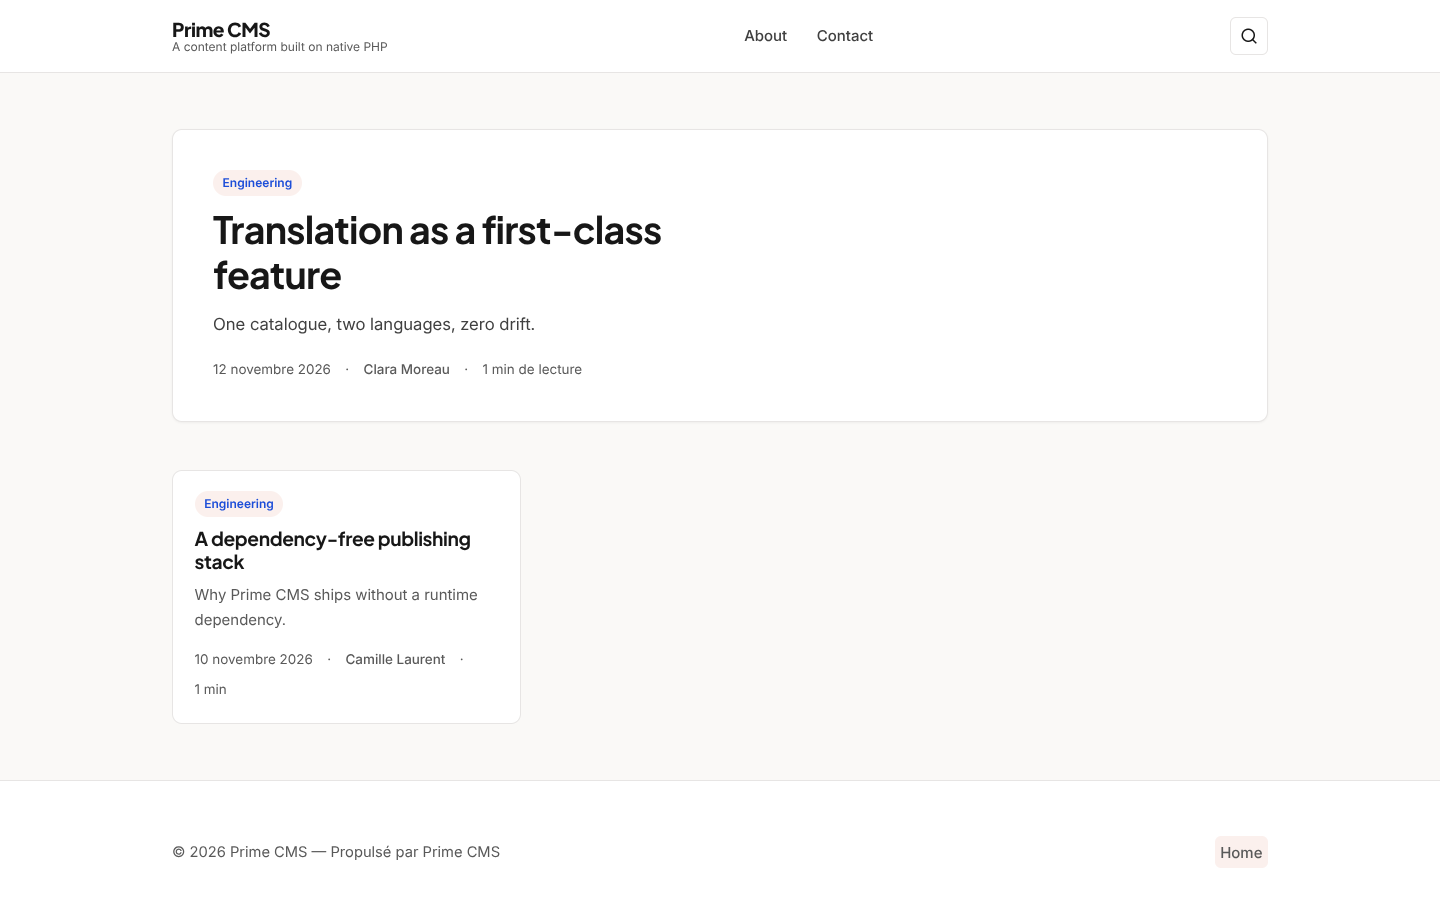 Prime CMS
A content platform built on native PHP
About
Contact
Engineering
Translation as a first-class
feature
One catalogue, two languages, zero drift.
12 novembre 2026 · Clara Moreau · 1 min de lecture
Engineering
A dependency-free publishing
stack
Why Prime CMS ships without a runtime
dependency.
10 novembre 2026 · Camille Laurent ·
1 min
© 2026 Prime CMS — Propulsé par Prime CMS
Home